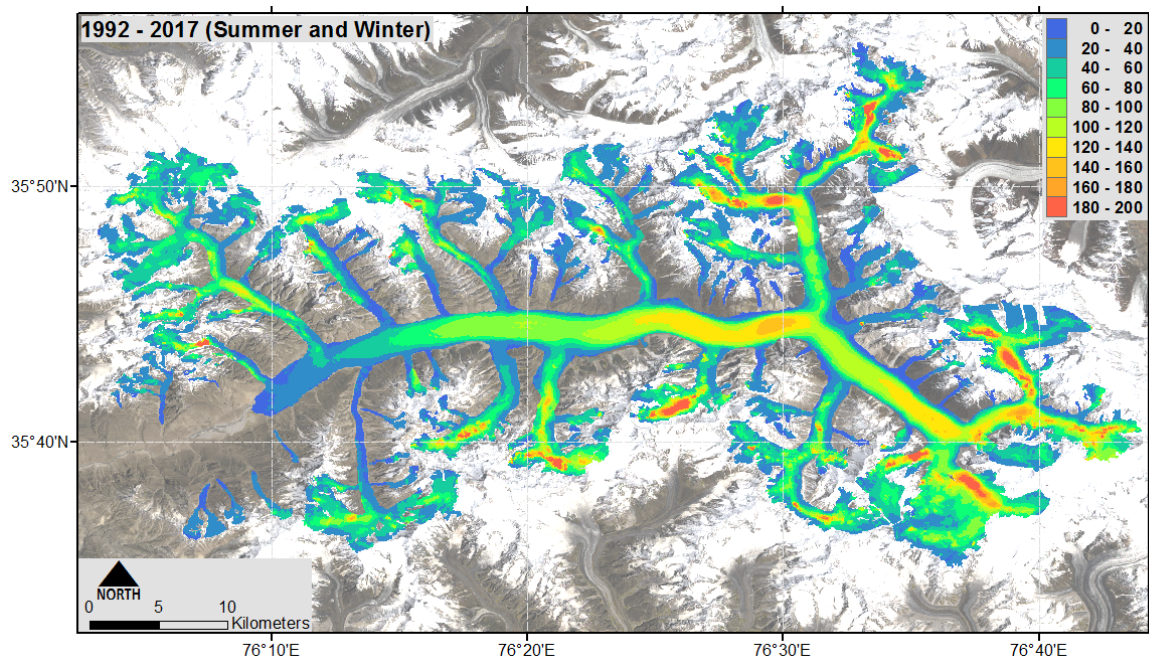 1992 - 2017 (Summer and Winter)
0 - 20
20 - 40
40 - 60
60 - 80
80 - 100
100 - 120
120 - 140
140 - 160
160 - 180
180 - 200
35°50'N
35°40'N
NORTH
0 5 10
Kilometers
76°10'E 76°20'E 76°30'E 76°40'E